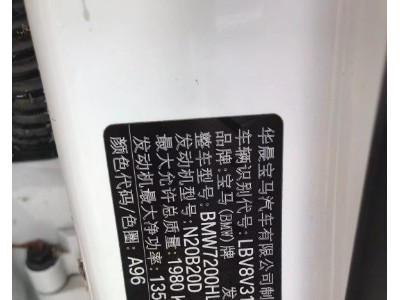 华晨宝马汽车有限公司制
车辆识别代号: LBV8V31
品牌: 宝马(BMW)牌 发
整车型号: BMW7200HL
发动机型号: N20B20D
最大允许总质量: 1980 k
发动机最大净功率: 135
颜色代码/色圈: A96